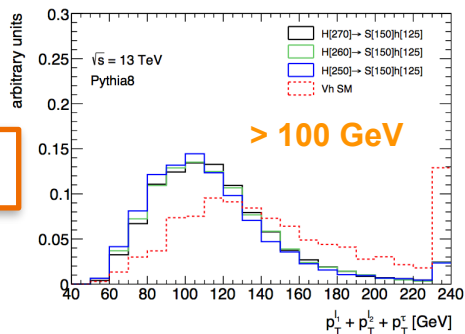 arbitrary units
0.3
0.25
0.2
0.15
0.1
0.05
0
√s = 13 TeV
Pythia8
H[270]→ S[150]h[125]
H[260]→ S[150]h[125]
H[250]→ S[150]h[125]
Vh SM
> 100 GeV
40 60 80 100 120 140 160 180 200 220 240
p_T^{l_1} + p_T^{l_2} + p_T^τ [GeV]